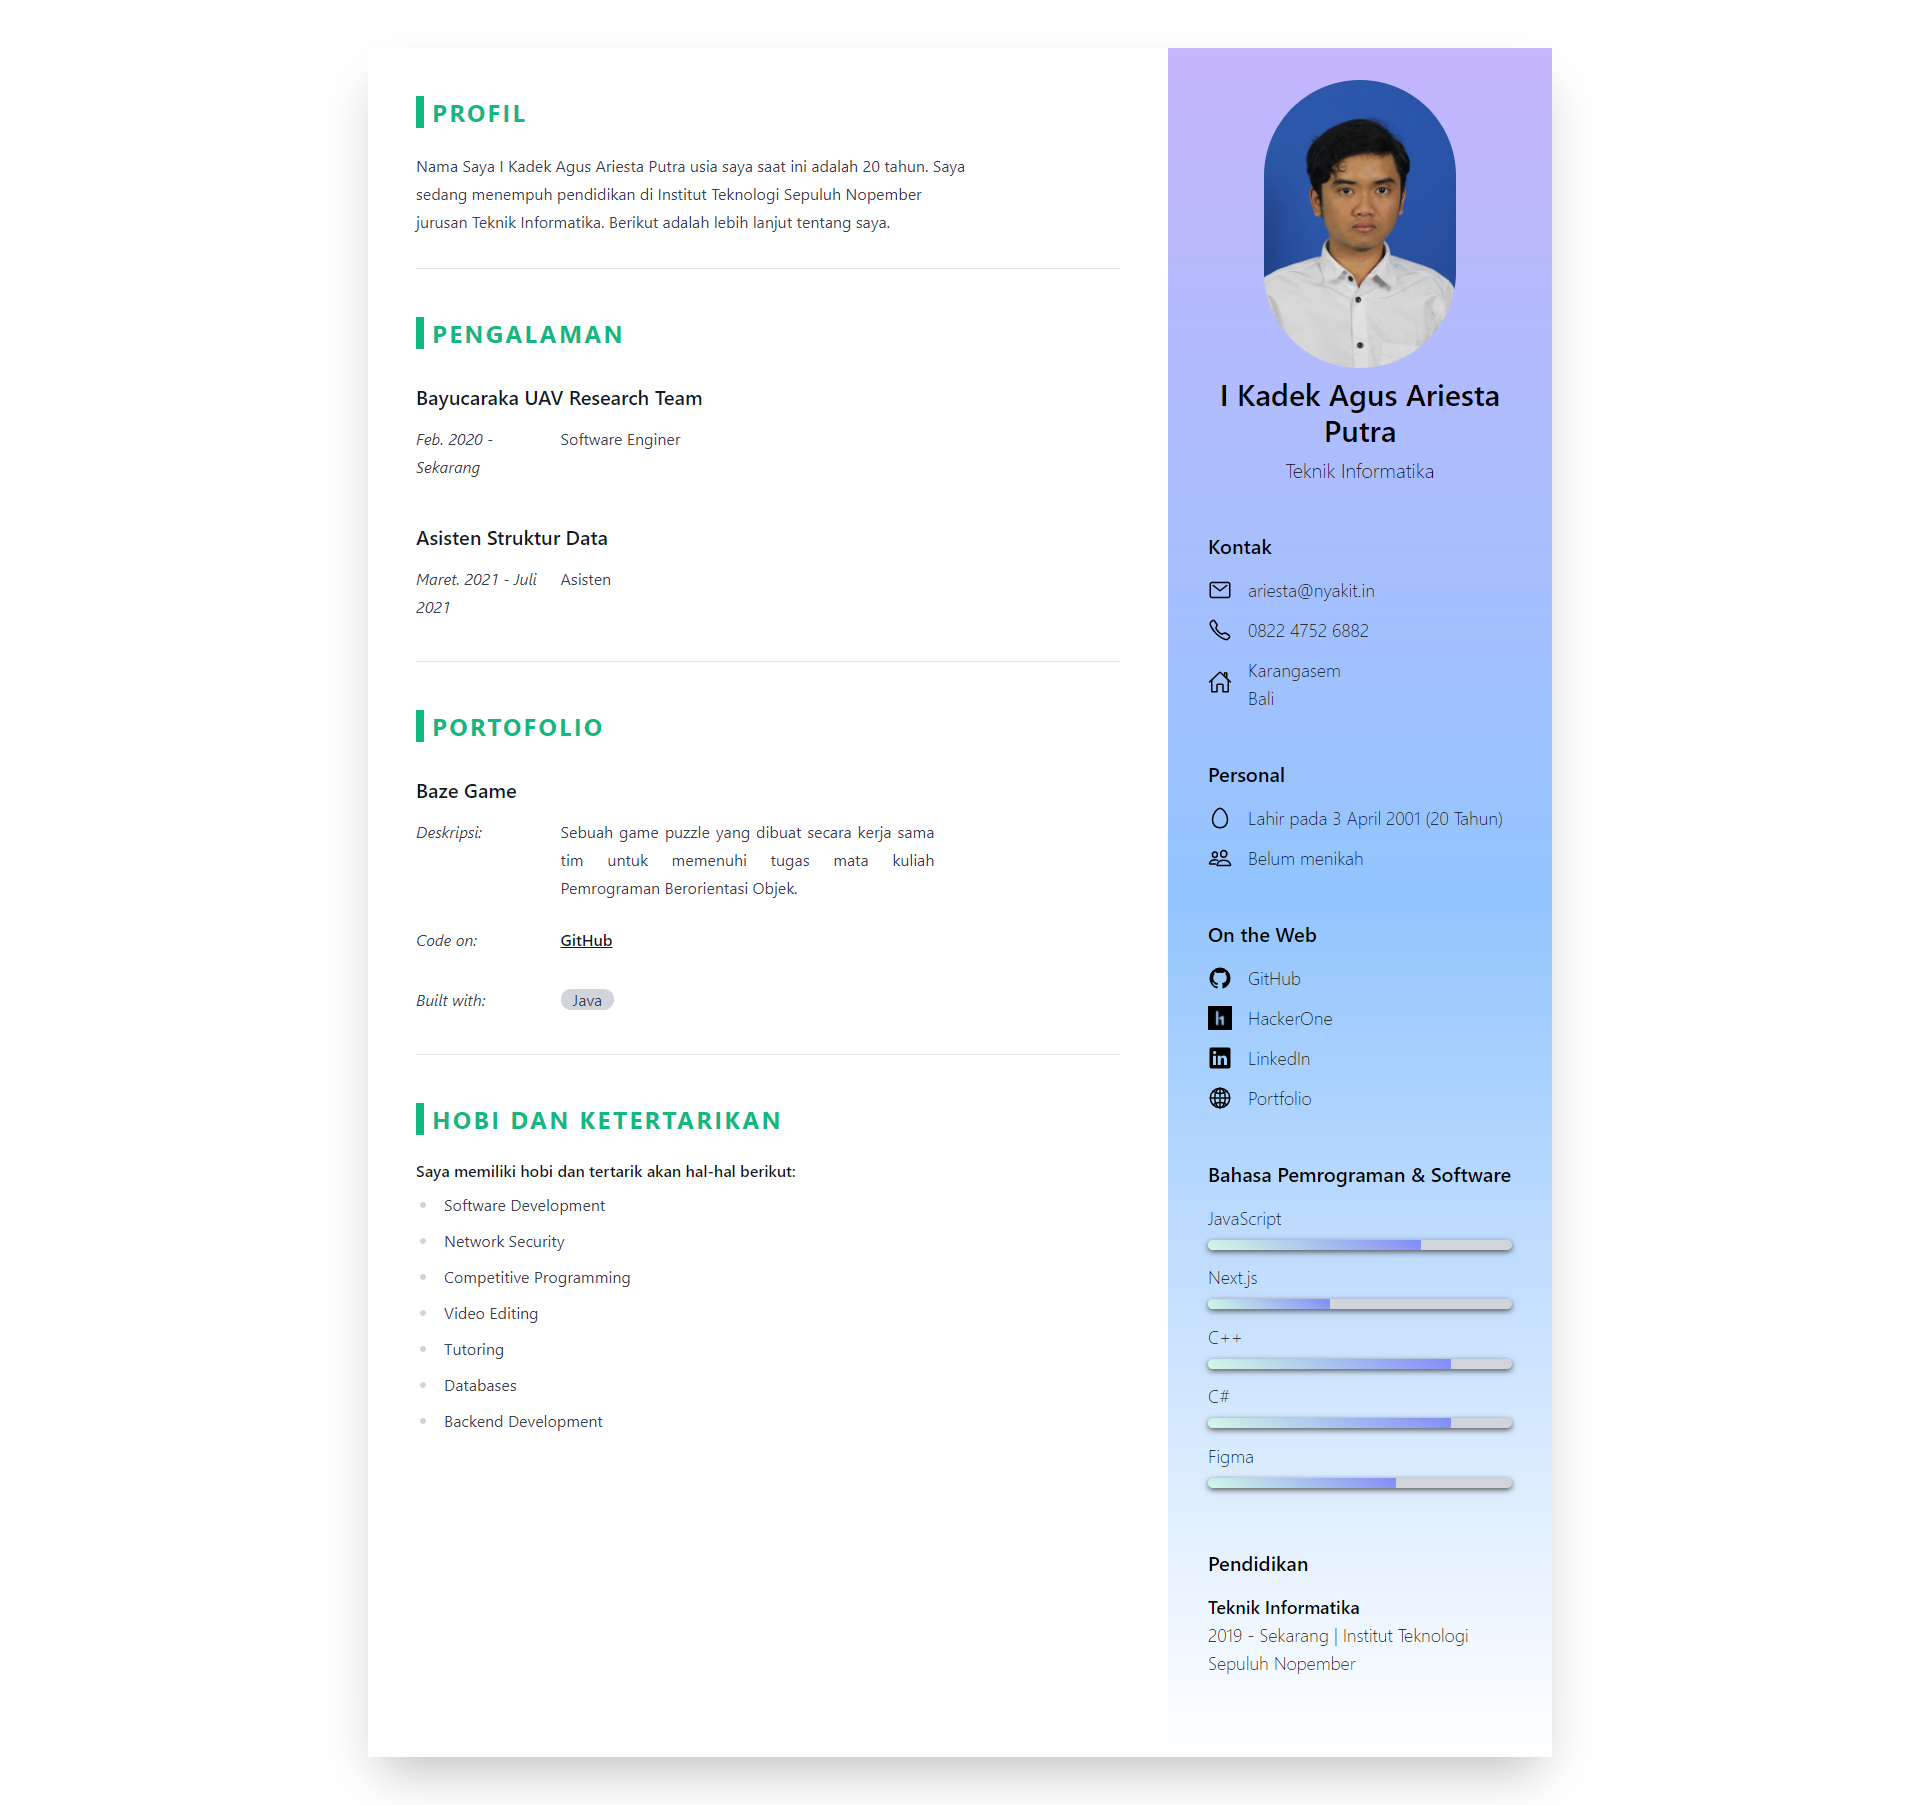 PROFIL
Nama Saya I Kadek Agus Ariesta Putra usia saya saat ini adalah 20 tahun. Saya
sedang menempuh pendidikan di Institut Teknologi Sepuluh Nopember
jurusan Teknik Informatika. Berikut adalah lebih lanjut tentang saya.
PENGALAMAN
Bayucaraka UAV Research Team
Feb. 2020 - Software Enginer
Sekarang
Asisten Struktur Data
Maret. 2021 - Juli Asisten
2021
PORTOFOLIO
Baze Game
Deskripsi: Sebuah game puzzle yang dibuat secara kerja sama
tim untuk memenuhi tugas mata kuliah
Pemrograman Berorientasi Objek.
Code on: GitHub
Built with: Java
HOBI DAN KETERTARIKAN
Saya memiliki hobi dan tertarik akan hal-hal berikut:
Software Development
Network Security
Competitive Programming
Video Editing
Tutoring
Databases
Backend Development
I Kadek Agus Ariesta
Putra
Teknik Informatika
Kontak
ariesta@nyakit.in
0822 4752 6882
Karangasem
Bali
Personal
Lahir pada 3 April 2001 (20 Tahun)
Belum menikah
On the Web
GitHub
HackerOne
LinkedIn
Portfolio
Bahasa Pemrograman & Software
JavaScript
Next.js
C++
C#
Figma
Pendidikan
Teknik Informatika
2019 - Sekarang | Institut Teknologi
Sepuluh Nopember